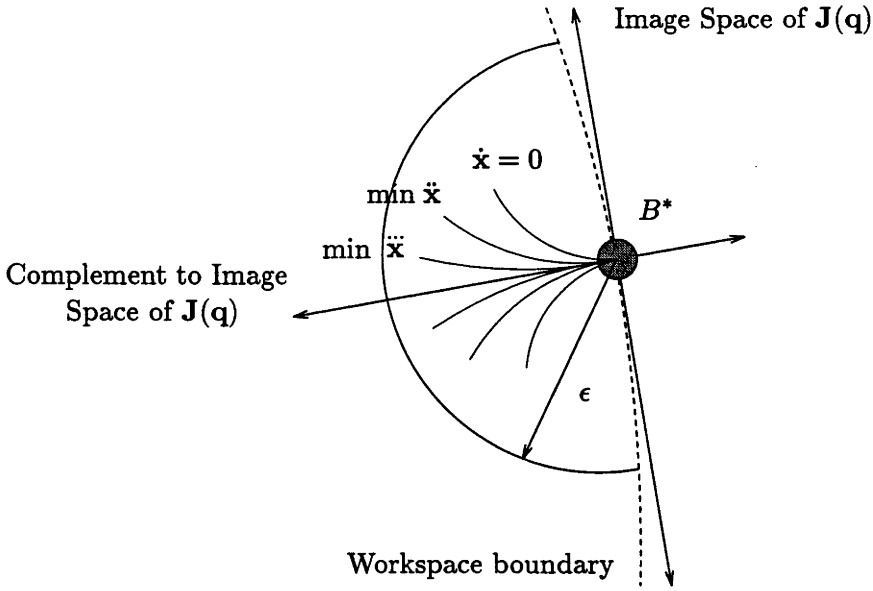 Image Space of J(q)
ẋ = 0
min ẍ
B*
min x⃛
Complement to Image
Space of J(q)
ϵ
Workspace boundary